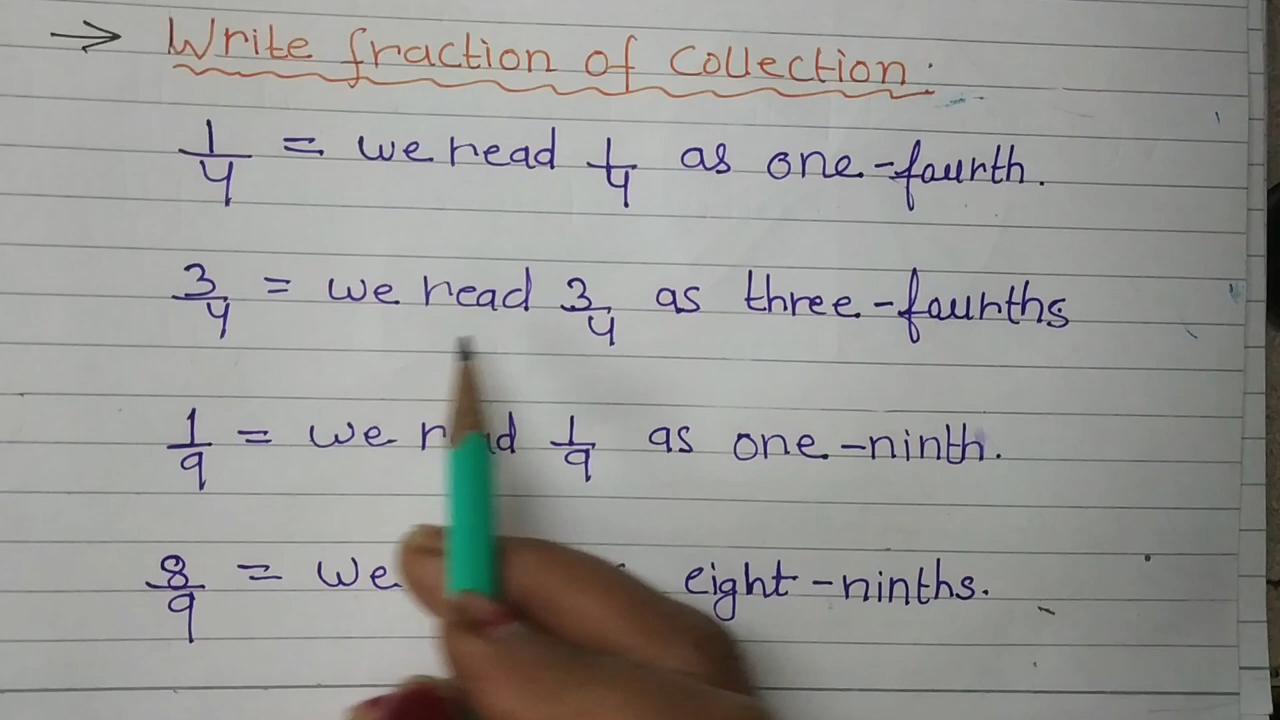 → Write fraction of collection.
1/4 = we read 1/4 as one-fourth.
3/4 = we read 3/4 as three-fourths
1/9 = we read 1/9 as one-ninth.
8/9 = we eight-ninths.